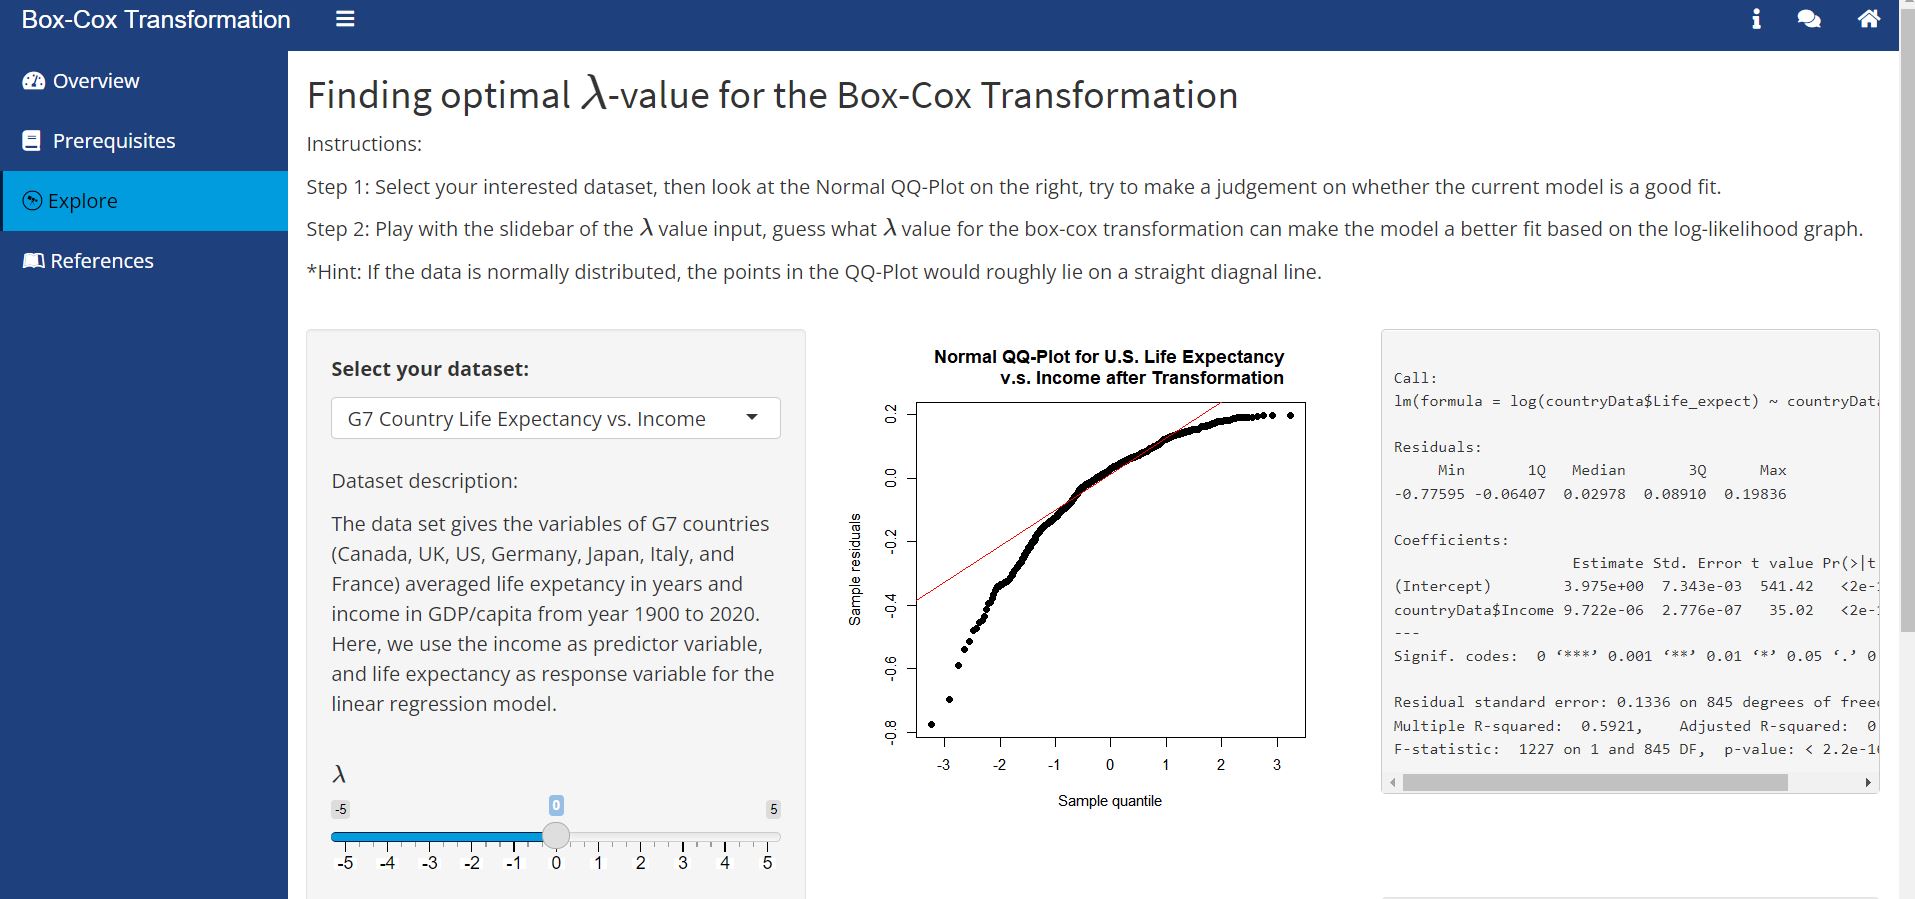 Box-Cox Transformation
Overview
Prerequisites
Explore
References
Finding optimal λ-value for the Box-Cox Transformation
Instructions:
Step 1: Select your interested dataset, then look at the Normal QQ-Plot on the right, try to make a judgement on whether the current model is a good fit.
Step 2: Play with the slidebar of the λ value input, guess what λ value for the box-cox transformation can make the model a better fit based on the log-likelihood graph.
*Hint: If the data is normally distributed, the points in the QQ-Plot would roughly lie on a straight diagnal line.
Select your dataset:
G7 Country Life Expectancy vs. Income
Dataset description:
The data set gives the variables of G7 countries
(Canada, UK, US, Germany, Japan, Italy, and
France) averaged life expetancy in years and
income in GDP/capita from year 1900 to 2020.
Here, we use the income as predictor variable,
and life expectancy as response variable for the
linear regression model.
λ
-5 0 5
-5 -4 -3 -2 -1 0 1 2 3 4 5
Normal QQ-Plot for U.S. Life Expectancy
v.s. Income after Transformation
Sample residuals
0.2
0.0
-0.2
-0.4
-0.6
-0.8
-3 -2 -1 0 1 2 3
Sample quantile
Call:
lm(formula = log(countryData$Life_expect) ~ countryData
Residuals:
Min 1Q Median 3Q Max
-0.77595 -0.06407 0.02978 0.08910 0.19836
Coefficients:
Estimate Std. Error t value Pr(>|t
(Intercept) 3.975e+00 7.343e-03 541.42 <2e-
countryData$Income 9.722e-06 2.776e-07 35.02 <2e-
---
Signif. codes: 0 ‘***’ 0.001 ‘**’ 0.01 ‘*’ 0.05 ‘.’ 0
Residual standard error: 0.1336 on 845 degrees of free
Multiple R-squared: 0.5921, Adjusted R-squared: 0
F-statistic: 1227 on 1 and 845 DF, p-value: < 2.2e-1